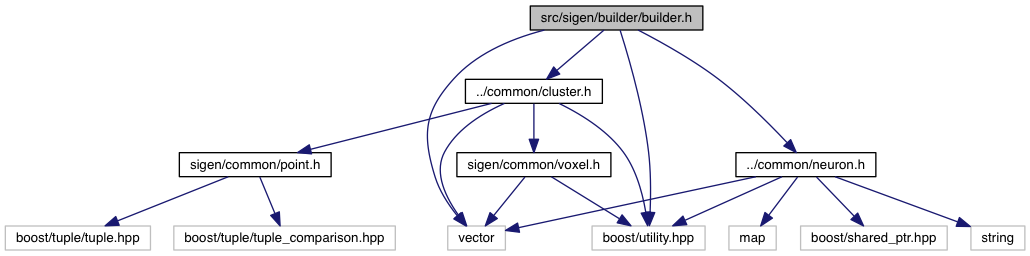 src/sigen/builder/builder.h
../common/cluster.h
sigen/common/point.h
sigen/common/voxel.h
../common/neuron.h
boost/tuple/tuple.hpp
boost/tuple/tuple_comparison.hpp
vector
boost/utility.hpp
map
boost/shared_ptr.hpp
string